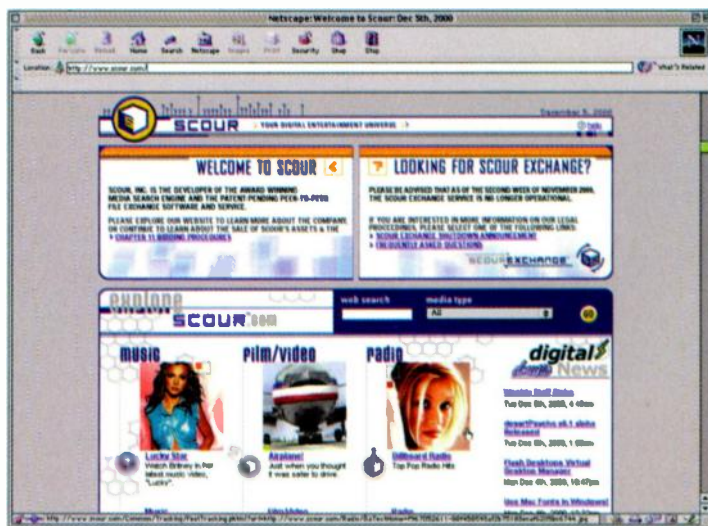 Netscape: Welcome to Scour: Dec 5th, 2000
Back Reload Home Search Netscape Images Print Security Shop Stop
Location: http://www.scour.com/ What's Related
December 5, 2000
SCOUR YOUR DIGITAL ENTERTAINMENT UNIVERSE help
WELCOME TO SCOUR
SCOUR, INC. IS THE DEVELOPER OF THE AWARD WINNING
MEDIA SEARCH ENGINE AND THE PATENT-PENDING PEER-TO-PEER
FILE EXCHANGE SOFTWARE AND SERVICE.
PLEASE EXPLORE OUR WEBSITE TO LEARN MORE ABOUT THE COMPANY,
OR CONTINUE TO LEARN ABOUT THE SALE OF SCOUR'S ASSETS & THE
CHAPTER 11 BIDDING PROCEDURES
? LOOKING FOR SCOUR EXCHANGE?
PLEASE BE ADVISED THAT AS OF THE SECOND WEEK OF NOVEMBER 2000,
THE SCOUR EXCHANGE SERVICE IS NO LONGER OPERATIONAL.
IF YOU ARE INTERESTED IN MORE INFORMATION ON OUR LEGAL
PROCEEDINGS, PLEASE SELECT ONE OF THE FOLLOWING LINKS:
SCOUR EXCHANGE SHUTDOWN ANNOUNCEMENT
FREQUENTLY ASKED QUESTIONS
SCOUR EXCHANGE
explore
SCOUR.com
web search
media type
All
GO
music
Lucky Star
Watch Britney in her
latest music video,
"Lucky".
Music
film/video
Airplane!
Just when you thought
it was safe to drive
Film/Video
radio
Billboard Radio
Top Pop Radio Hits
Radio
digital
News
Tue Dec 5th, 2000,
Released
Tue Dec 5th, 2000,
Flash Desktops Virtual
Desktop Manager
Mon Dec 4th, 2000, 10:47pm
Use Mac Fonts in Windows!